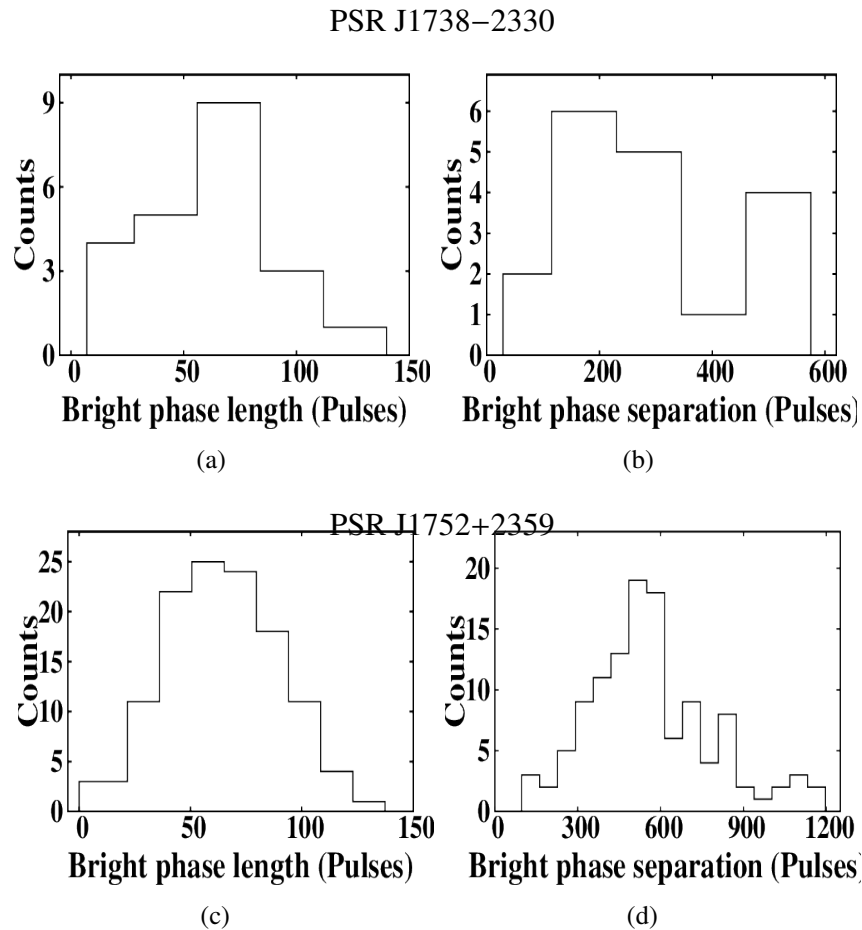 PSR J1738−2330
9
6
3
0
Counts
0 50 100 150
Bright phase length (Pulses)
(a)
6
5
4
3
2
1
0
Counts
0 200 400 600
Bright phase separation (Pulses)
(b)
PSR J1752+2359
25
20
15
10
5
0
Counts
0 50 100 150
Bright phase length (Pulses)
(c)
20
15
10
5
0
Counts
300 600 900 1200
Bright phase separation (Pulses)
(d)